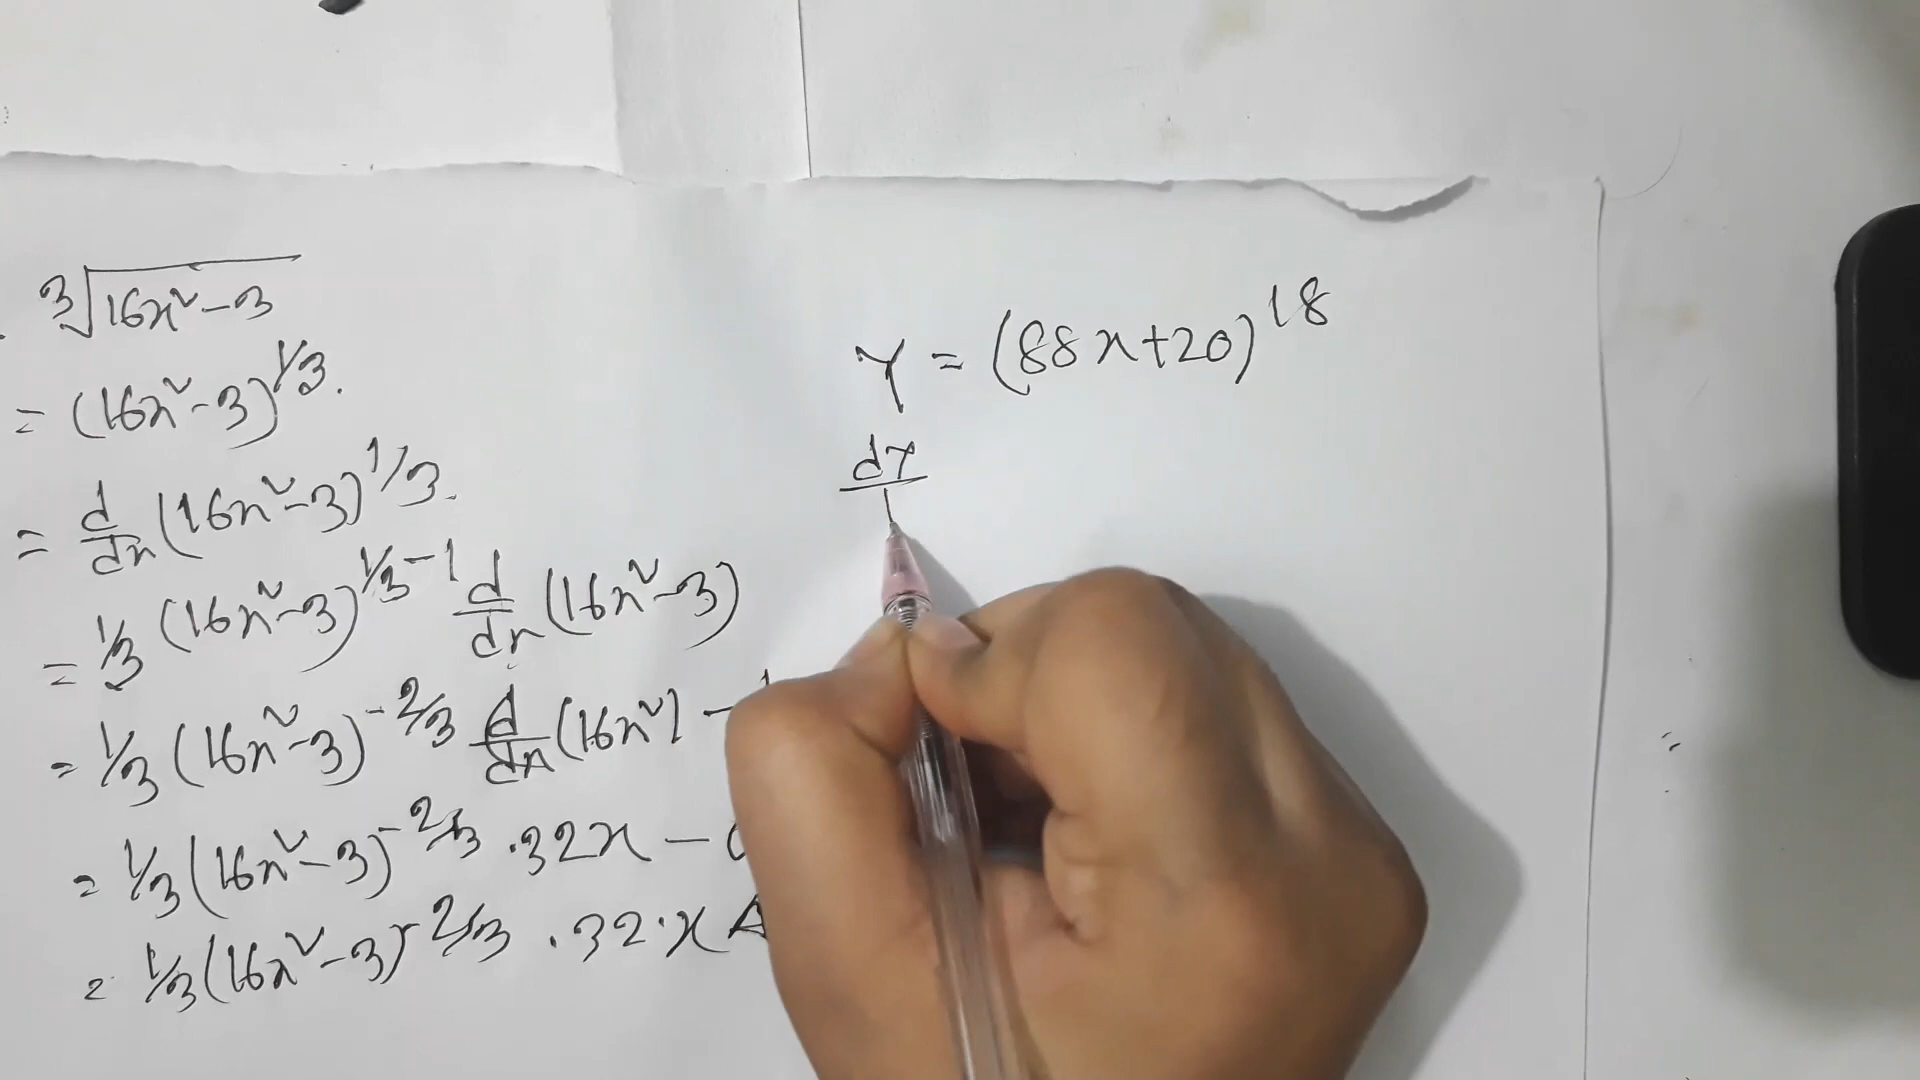 ∛(16x² - 3)
= (16x² - 3)^1/3.
= d/dx (16x² - 3)^1/3.
= 1/3 (16x² - 3)^1/3 - 1 d/dx (16x² - 3)
= 1/3 (16x² - 3)^-2/3 d/dx (16x²) -
= 1/3 (16x² - 3)^-2/3 . 32x -
= 1/3 (16x² - 3)^-2/3 . 32 . x
Y = (88x + 20)^18
dY